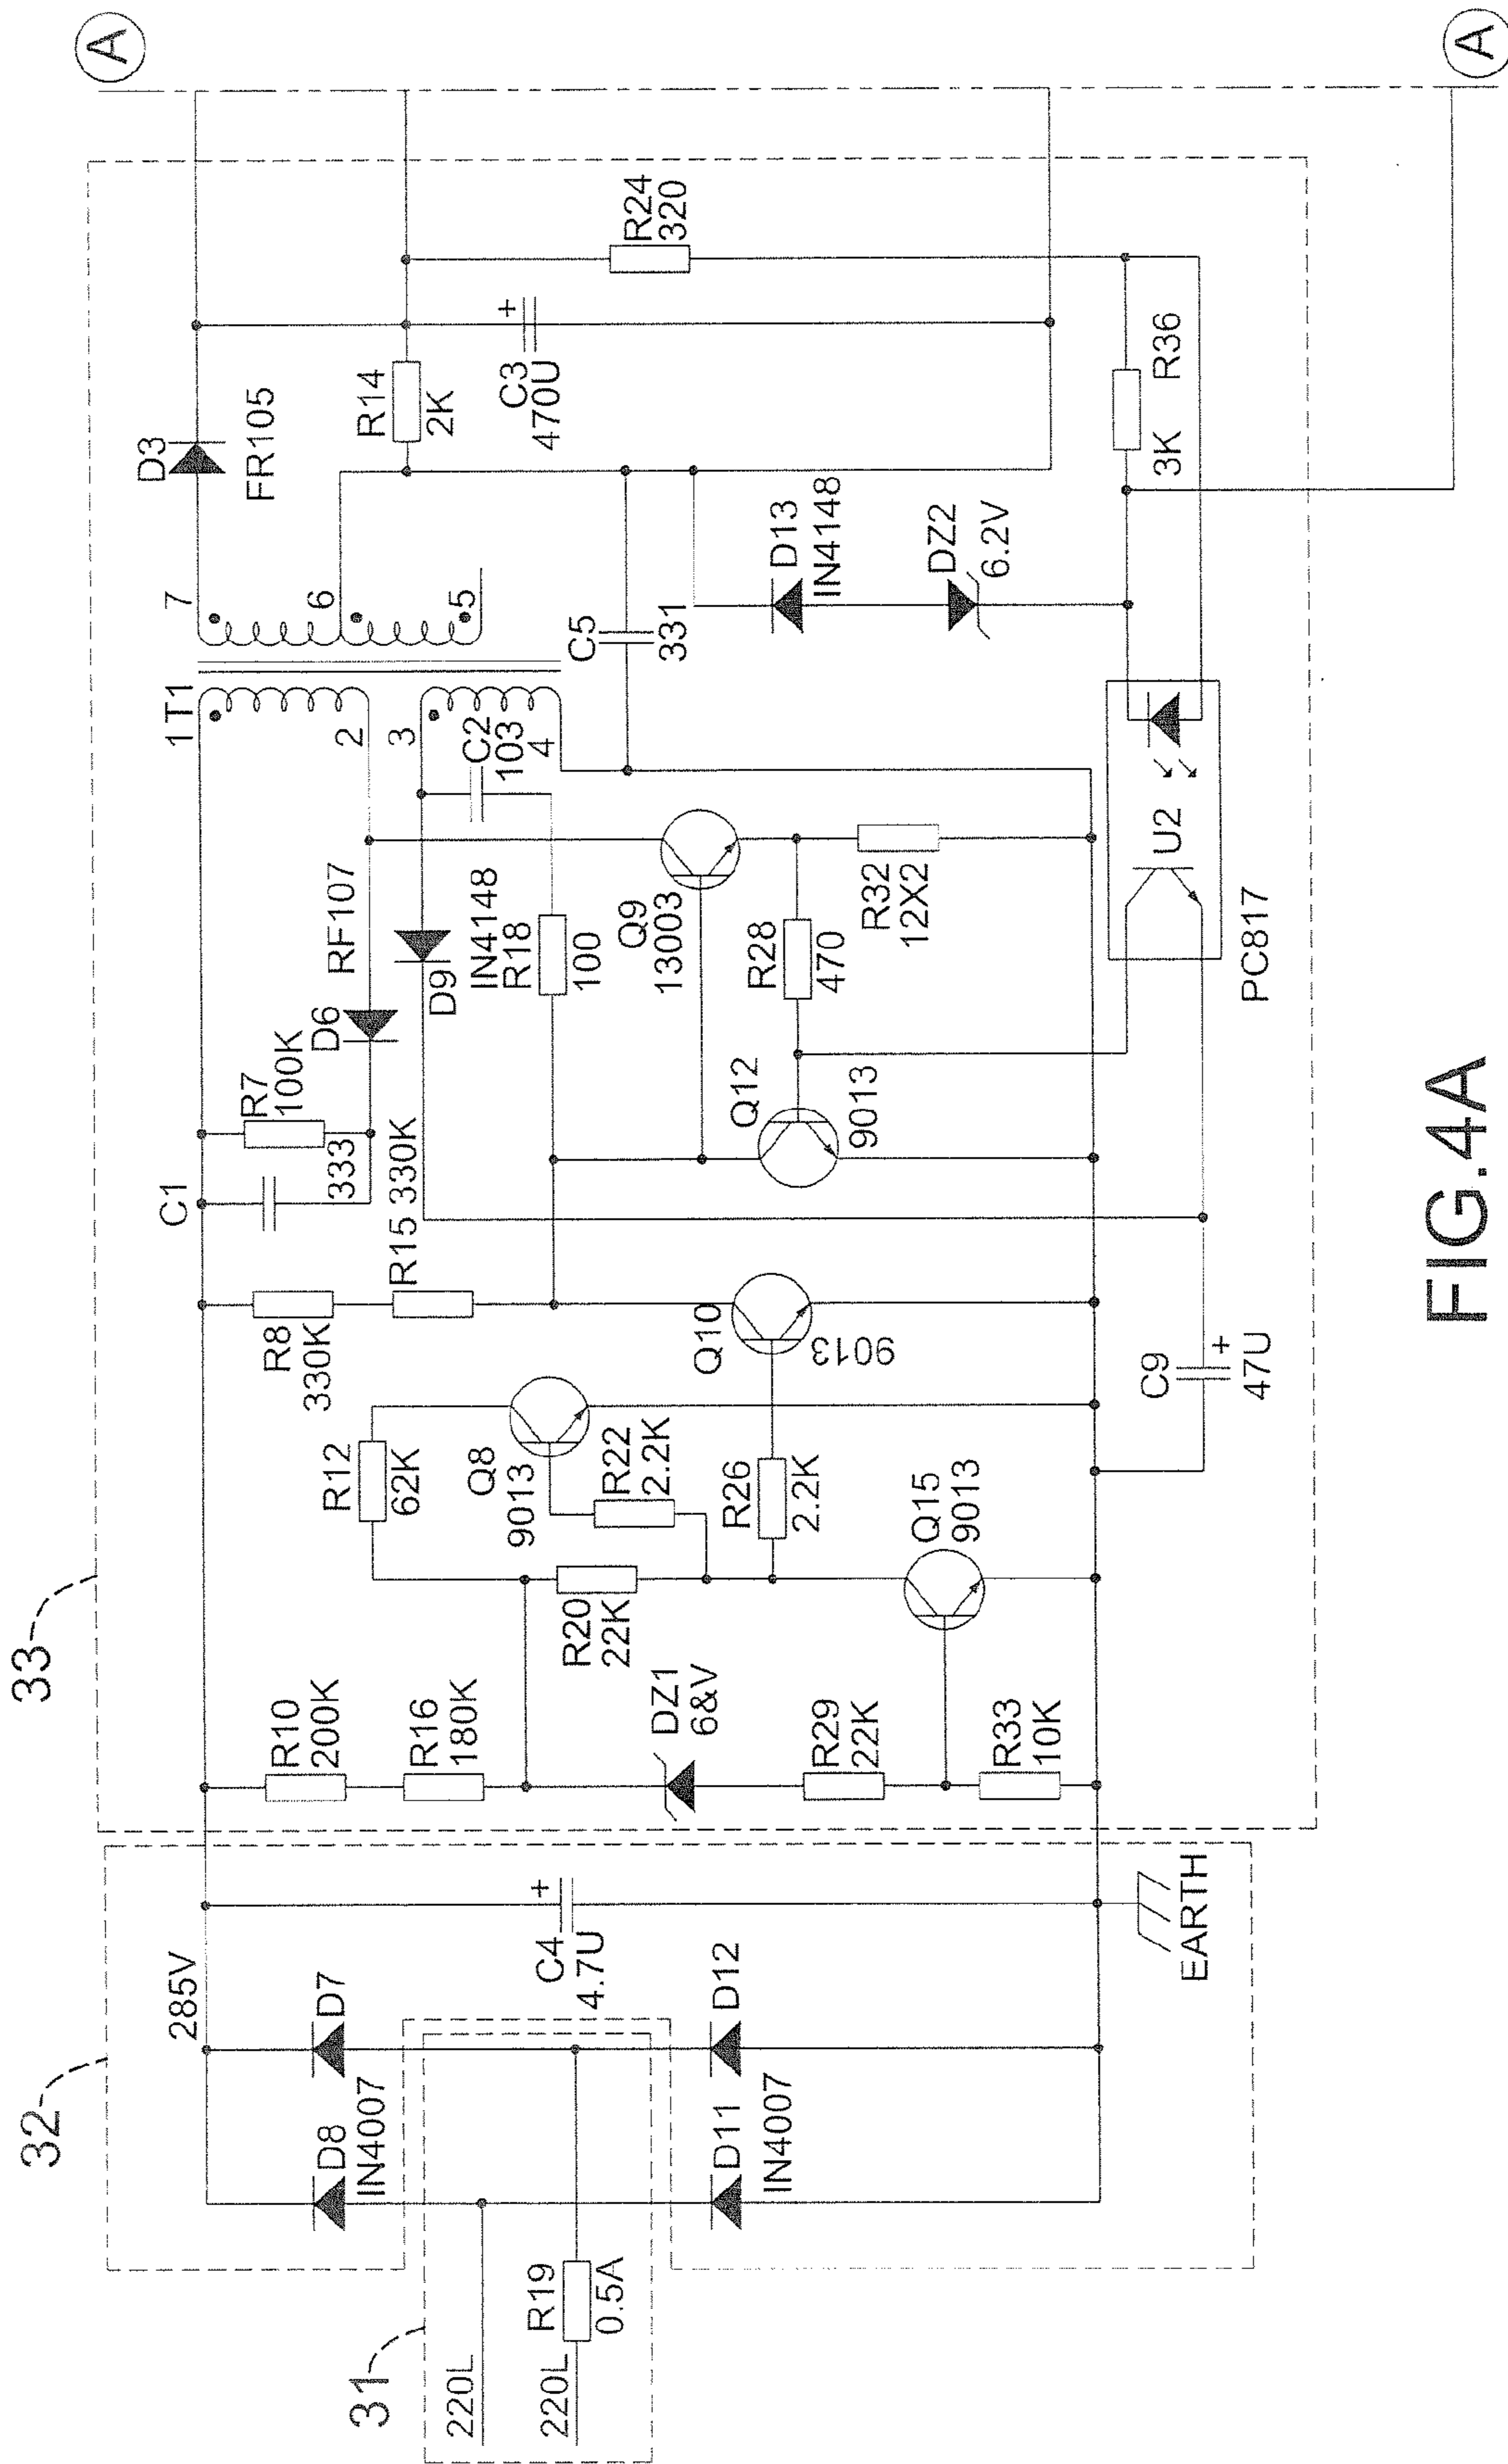 33
32
31
A
A
285V
D8
IN4007
D7
220L
220L
R19
0.5A
C4
+
4.7U
D11
IN4007
D12
EARTH
R10
200K
R16
180K
DZ1
6&V
R29
22K
R33
10K
R20
22K
R12
62K
Q8
9013
R22
2.2K
R26
2.2K
Q15
9013
R8
330K
R15 330K
Q10
9013
C9
+
47U
C1
333
R7
100K
D6
RF107
D9
IN4148
R18
100
Q12
9013
Q9
13003
R28
470
R32
12X2
1T1
2
3
C2
103
4
7
6
5
C5
331
D3
FR105
R14
2K
C3
470U
+
R24
320
D13
IN4148
DZ2
6.2V
3K
R36
U2
PC817
FIG.4A